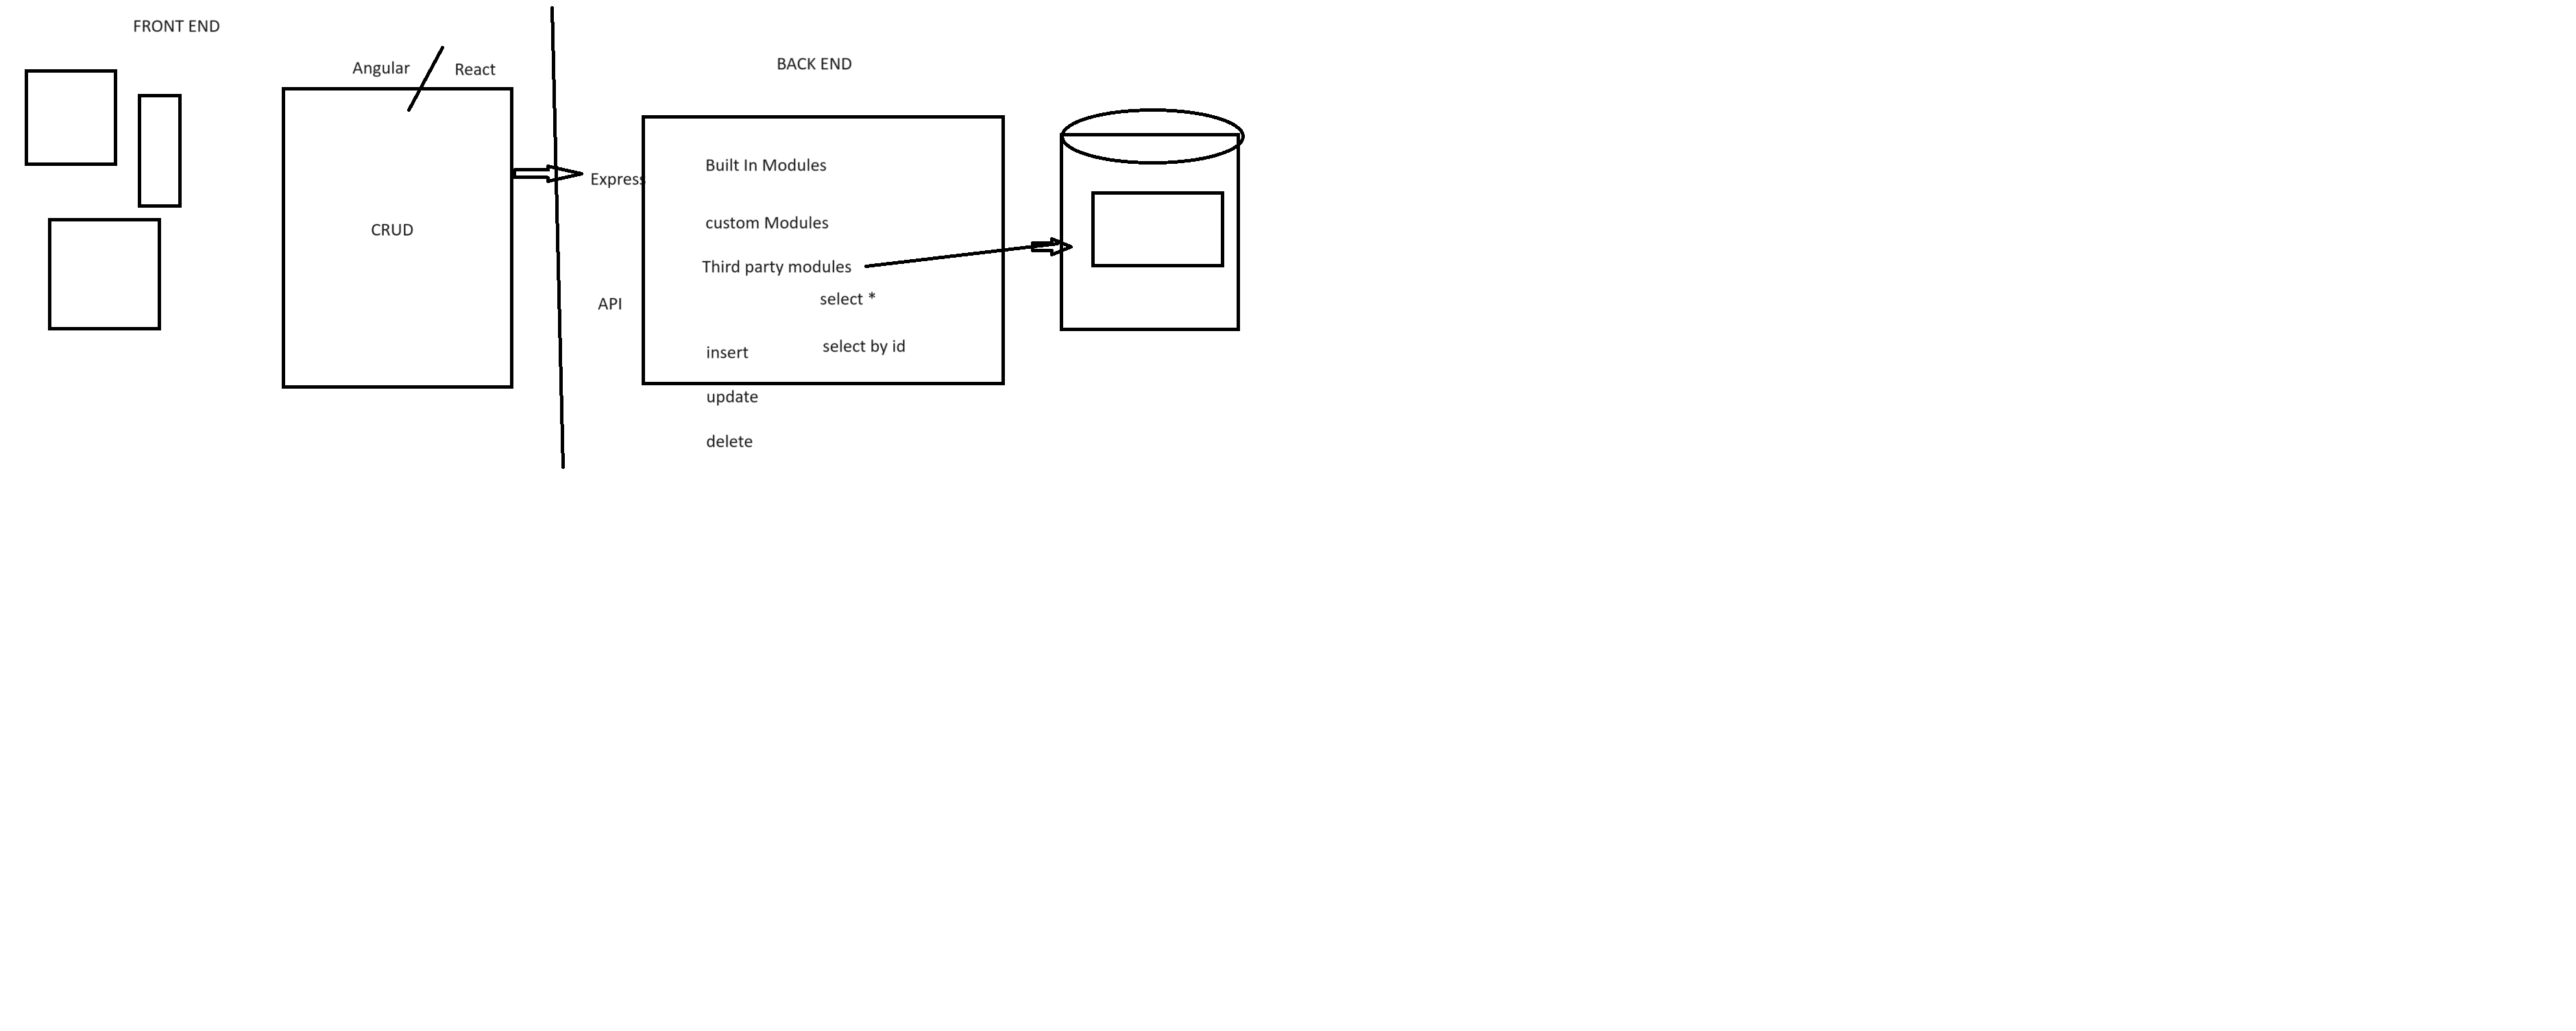 FRONT END
Angular
React
CRUD
BACK END
Express
API
Built In Modules
custom Modules
Third party modules
select *
select by id
insert
update
delete